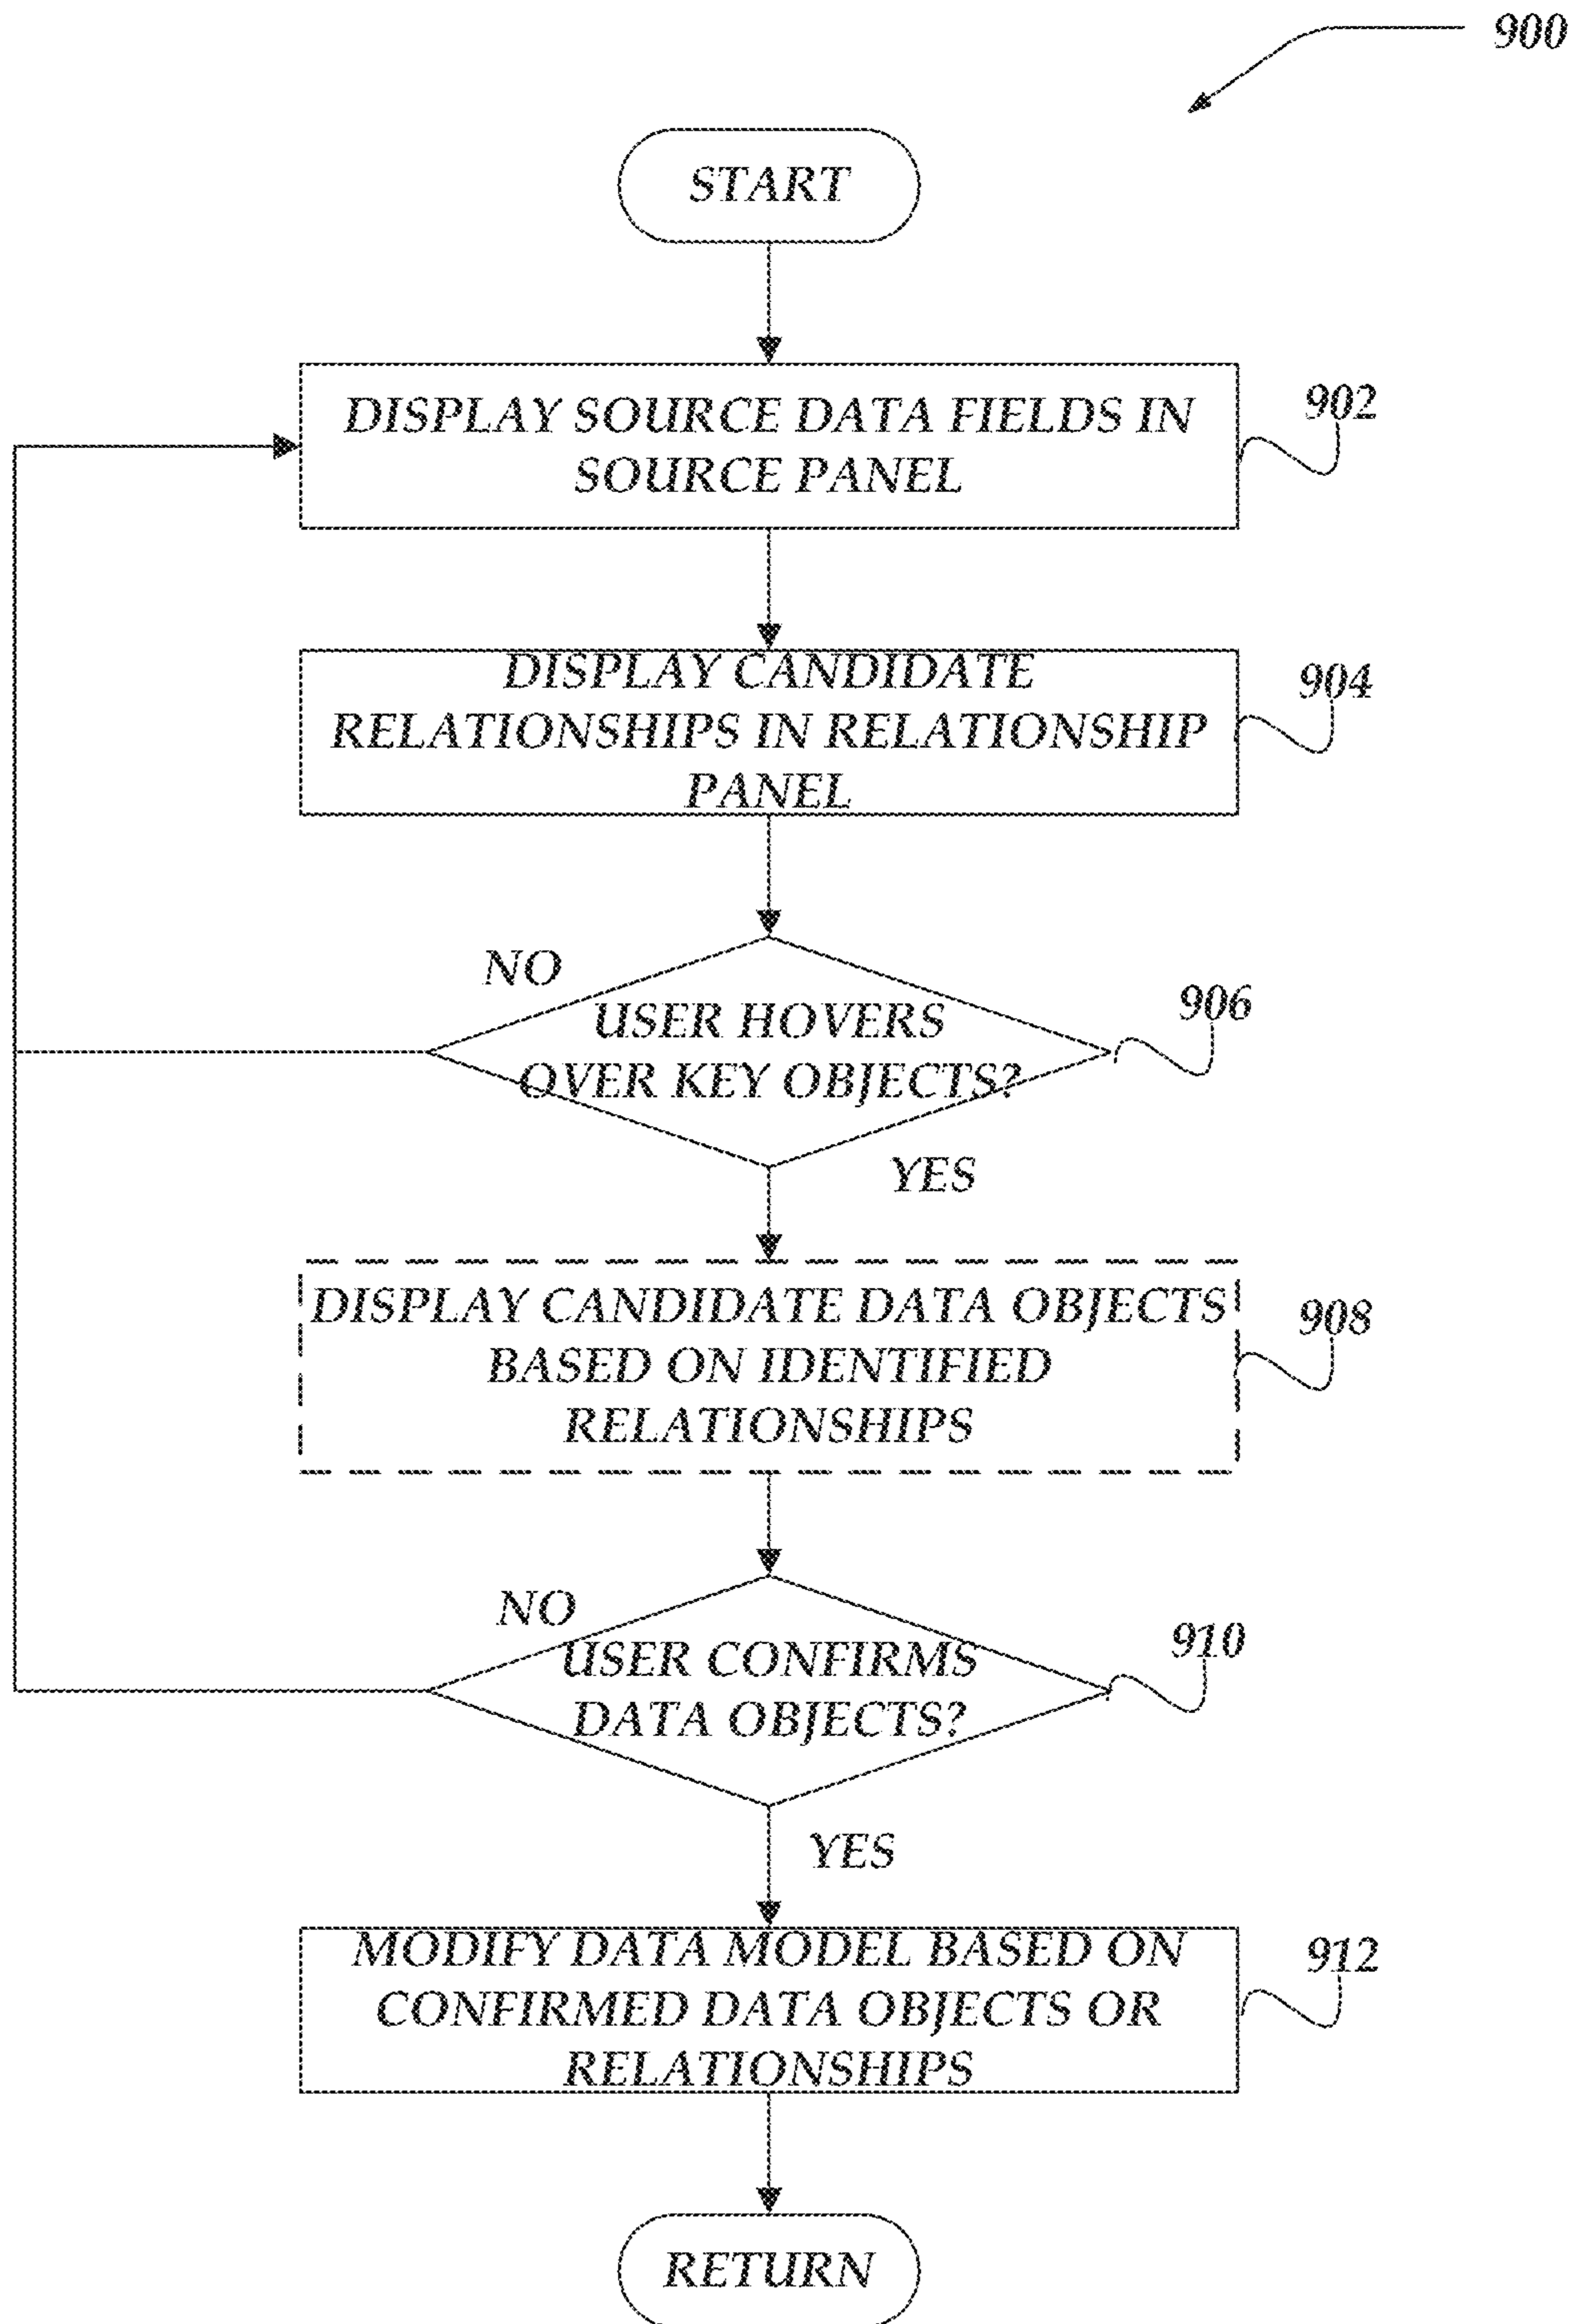 900
START
DISPLAY SOURCE DATA FIELDS IN
SOURCE PANEL
902
DISPLAY CANDIDATE
RELATIONSHIPS IN RELATIONSHIP
PANEL
904
NO
USER HOVERS
OVER KEY OBJECTS?
906
YES
DISPLAY CANDIDATE DATA OBJECTS
BASED ON IDENTIFIED
RELATIONSHIPS
908
NO
USER CONFIRMS
DATA OBJECTS?
910
YES
MODIFY DATA MODEL BASED ON
CONFIRMED DATA OBJECTS OR
RELATIONSHIPS
912
RETURN